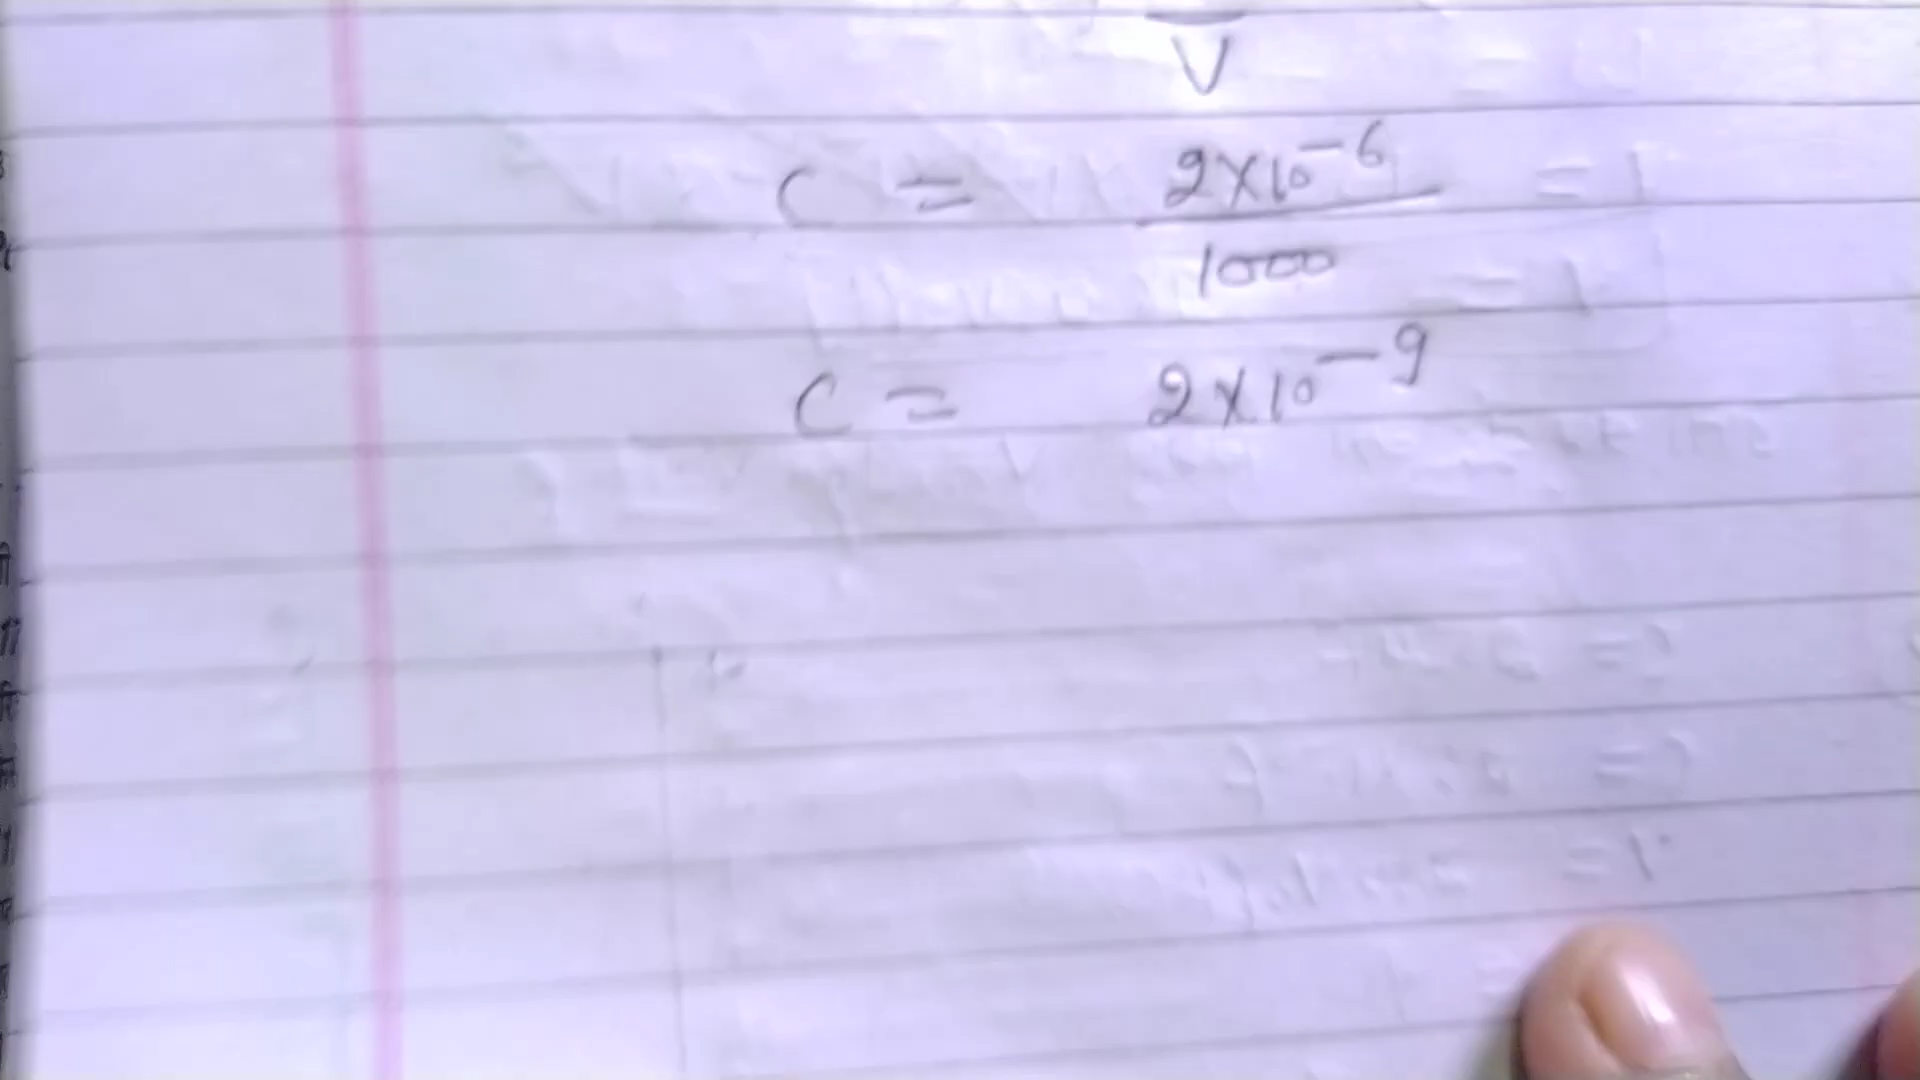 V
C = 2×10⁻⁶ / 1000
C = 2×10⁻⁹